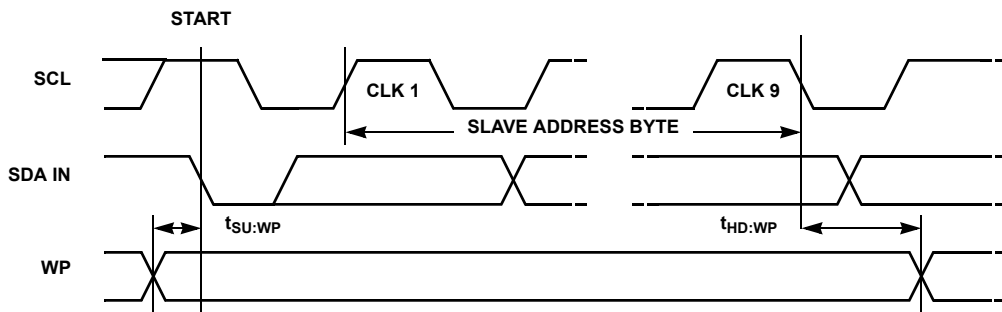 START
SCL
CLK 1
CLK 9
SLAVE ADDRESS BYTE
SDA IN
tSU:WP
tHD:WP
WP